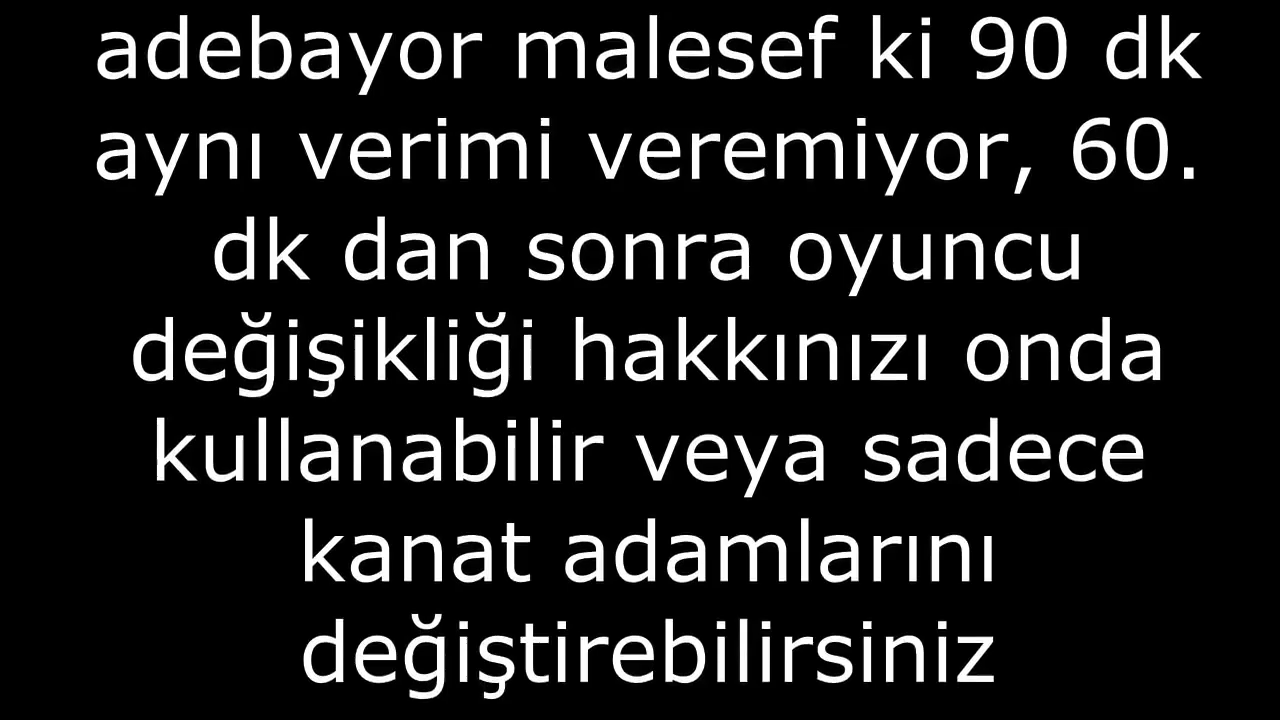 adebayor malesef ki 90 dk
aynı verimi veremiyor, 60.
dk dan sonra oyuncu
değişikliği hakkınızı onda
kullanabilir veya sadece
kanat adamlarını
değiştirebilirsiniz